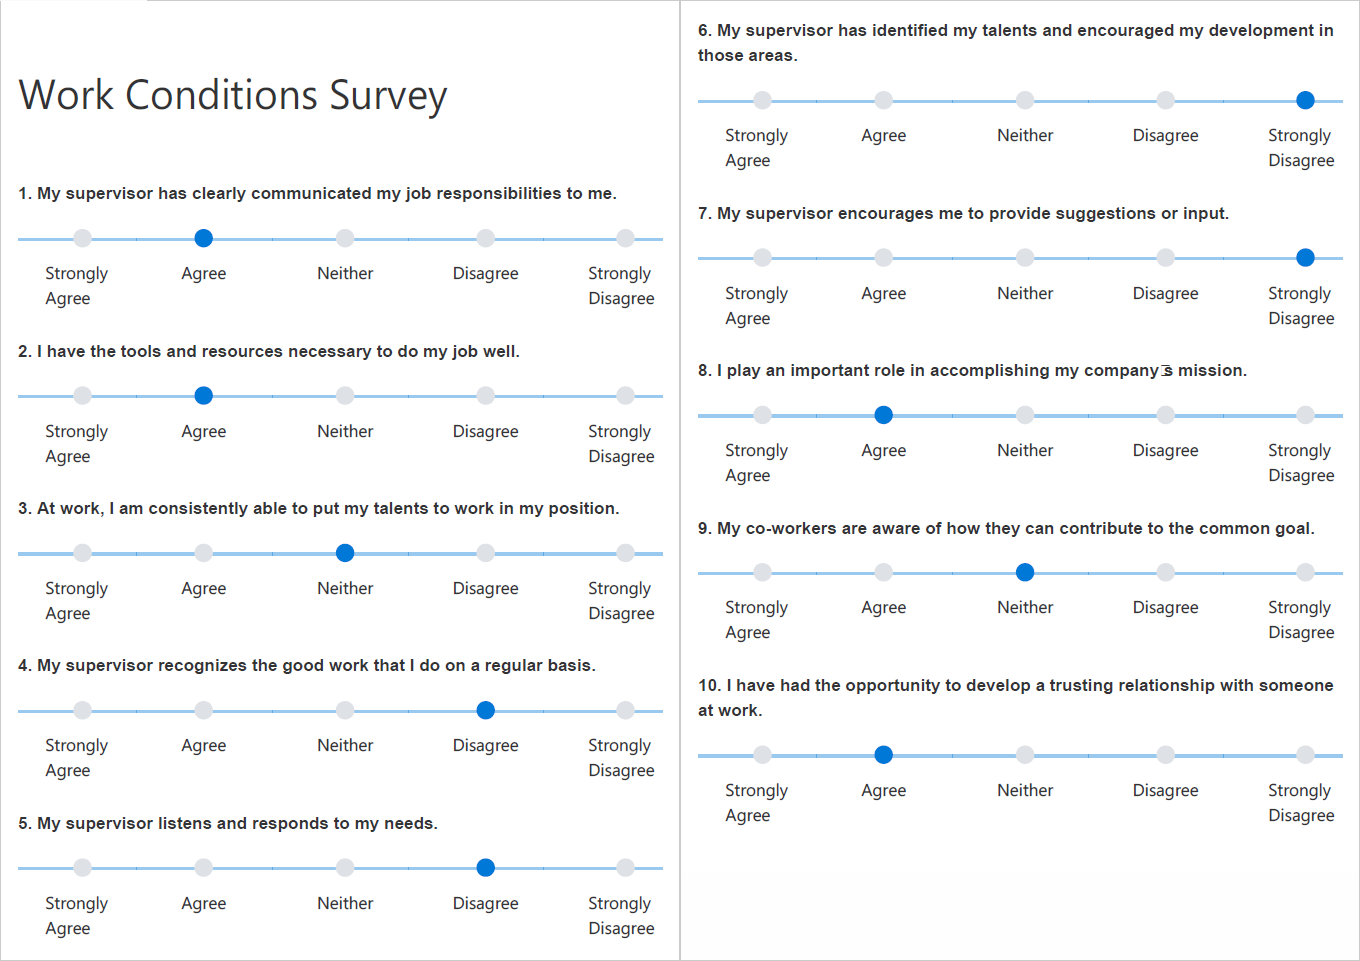 Work Conditions Survey
1. My supervisor has clearly communicated my job responsibilities to me.
Strongly Agree Agree Neither Disagree Strongly Disagree
2. I have the tools and resources necessary to do my job well.
Strongly Agree Agree Neither Disagree Strongly Disagree
3. At work, I am consistently able to put my talents to work in my position.
Strongly Agree Agree Neither Disagree Strongly Disagree
4. My supervisor recognizes the good work that I do on a regular basis.
Strongly Agree Agree Neither Disagree Strongly Disagree
5. My supervisor listens and responds to my needs.
Strongly Agree Agree Neither Disagree Strongly Disagree
6. My supervisor has identified my talents and encouraged my development in
those areas.
Strongly Agree Agree Neither Disagree Strongly Disagree
7. My supervisor encourages me to provide suggestions or input.
Strongly Agree Agree Neither Disagree Strongly Disagree
8. I play an important role in accomplishing my company's mission.
Strongly Agree Agree Neither Disagree Strongly Disagree
9. My co-workers are aware of how they can contribute to the common goal.
Strongly Agree Agree Neither Disagree Strongly Disagree
10. I have had the opportunity to develop a trusting relationship with someone
at work.
Strongly Agree Agree Neither Disagree Strongly Disagree